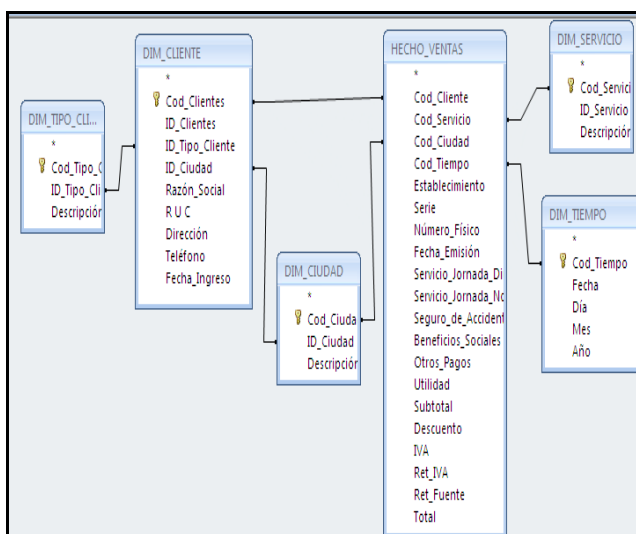 DIM_TIPO_CLI...
*
Cod_Tipo_C
ID_Tipo_Cli
Descripción
DIM_CLIENTE
*
Cod_Clientes
ID_Clientes
ID_Tipo_Cliente
ID_Ciudad
Razón_Social
R U C
Dirección
Teléfono
Fecha_Ingreso
DIM_CIUDAD
*
Cod_Ciuda
ID_Ciudad
Descripción
HECHO_VENTAS
*
Cod_Cliente
Cod_Servicio
Cod_Ciudad
Cod_Tiempo
Establecimiento
Serie
Número_Físico
Fecha_Emisión
Servicio_Jornada_Di
Servicio_Jornada_Nc
Seguro_de_Accident
Beneficios_Sociales
Otros_Pagos
Utilidad
Subtotal
Descuento
IVA
Ret_IVA
Ret_Fuente
Total
DIM_SERVICIO
*
Cod_Servici
ID_Servicio
Descripción
DIM_TIEMPO
*
Cod_Tiempo
Fecha
Día
Mes
Año